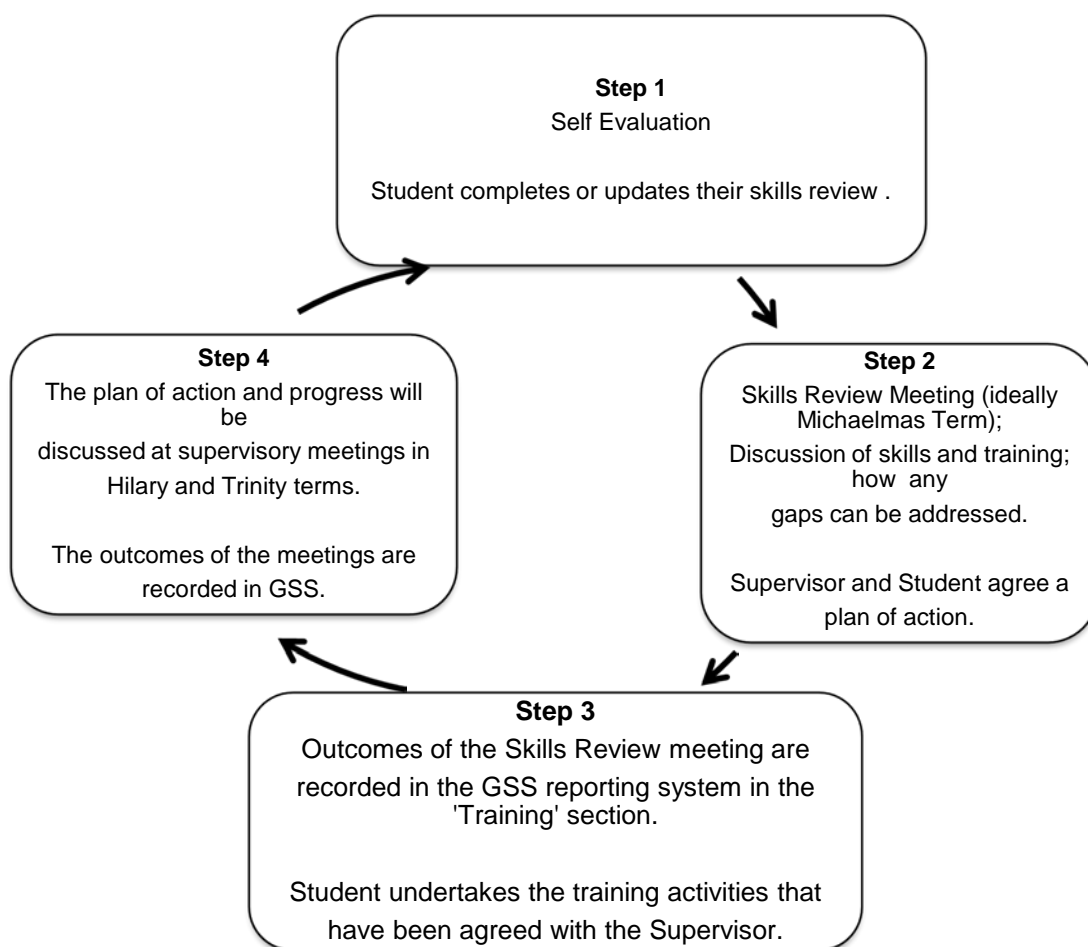 Step 1
Self Evaluation
Student completes or updates their skills review .
Step 2
Skills Review Meeting (ideally
Michaelmas Term);
Discussion of skills and training;
how any
gaps can be addressed.
Supervisor and Student agree a
plan of action.
Step 3
Outcomes of the Skills Review meeting are
recorded in the GSS reporting system in the
'Training' section.
Student undertakes the training activities that
have been agreed with the Supervisor.
Step 4
The plan of action and progress will
be
discussed at supervisory meetings in
Hilary and Trinity terms.
The outcomes of the meetings are
recorded in GSS.